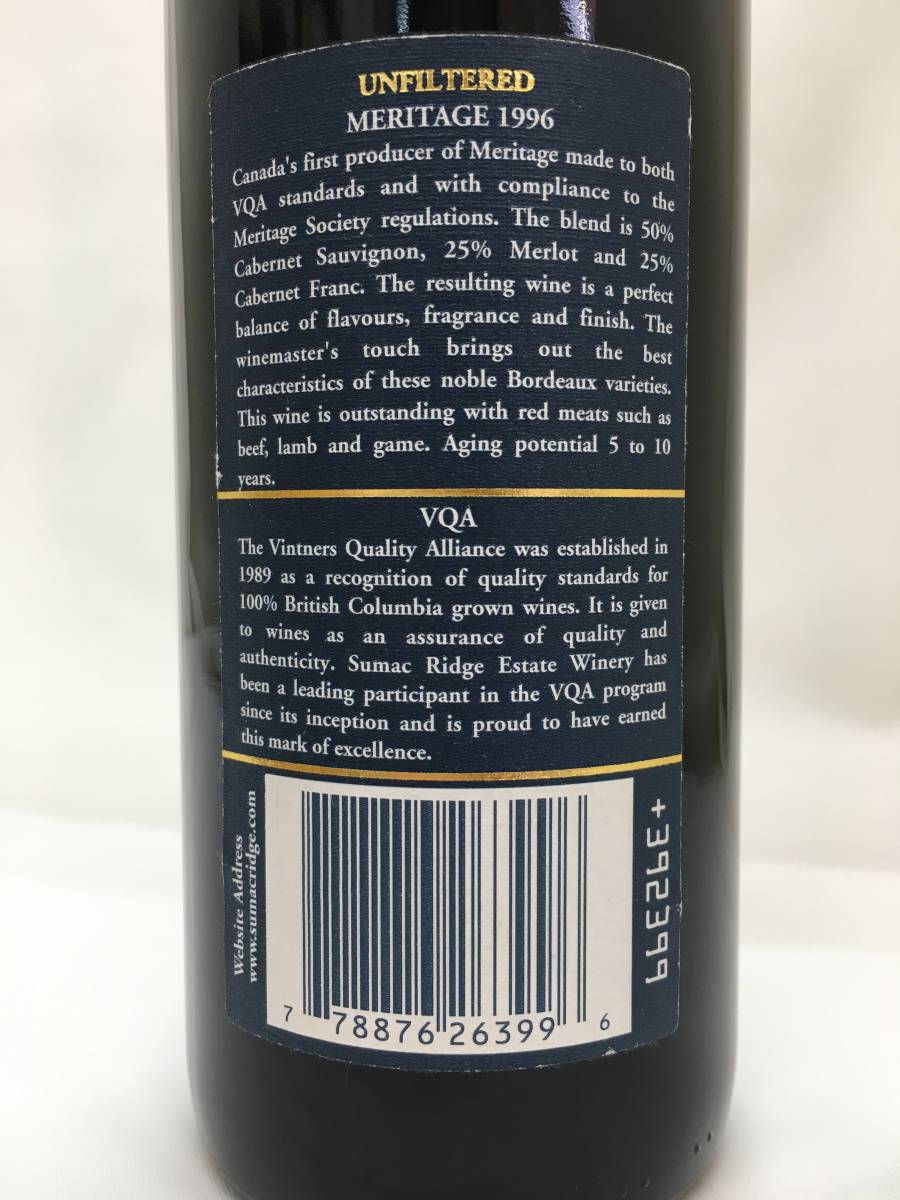 UNFILTERED
MERITAGE 1996
Canada's first producer of Meritage made to both
VQA standards and with compliance to the
Meritage Society regulations. The blend is 50%
Cabernet Sauvignon, 25% Merlot and 25%
Cabernet Franc. The resulting wine is a perfect
balance of flavours, fragrance and finish. The
winemaster's touch brings out the best
characteristics of these noble Bordeaux varieties.
This wine is outstanding with red meats such as
beef, lamb and game. Aging potential 5 to 10
years.
VQA
The Vintners Quality Alliance was established in
1989 as a recognition of quality standards for
100% British Columbia grown wines. It is given
to wines as an assurance of quality and
authenticity. Sumac Ridge Estate Winery has
been a leading participant in the VQA program
since its inception and is proud to have earned
this mark of excellence.
Website Address
www.sumacridge.com
+396399
7 78876 26399 6